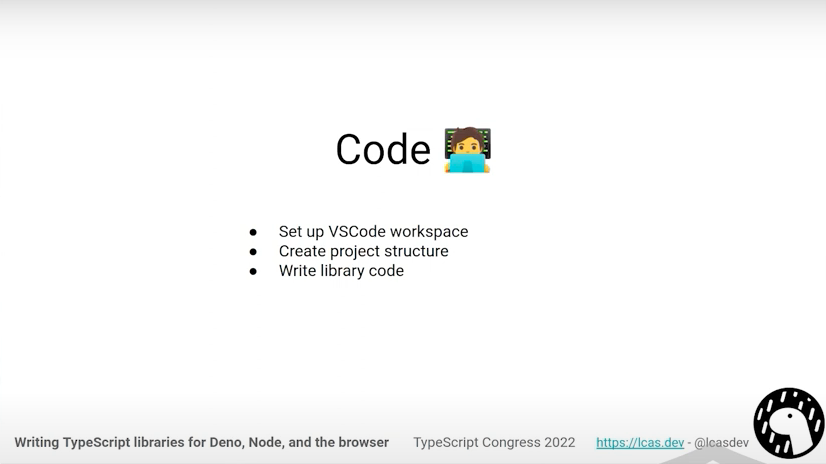 Code 🧑‍💻
● Set up VSCode workspace
● Create project structure
● Write library code
Writing TypeScript libraries for Deno, Node, and the browser TypeScript Congress 2022 https://lcas.dev - @lcasdev